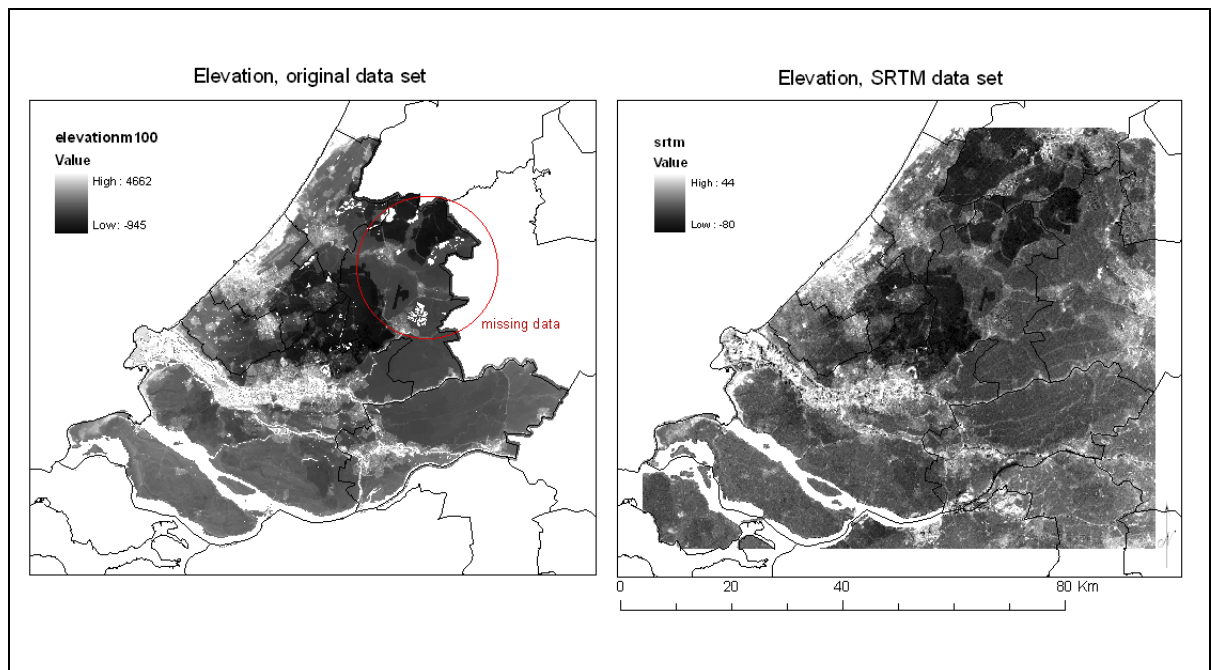 Elevation, original data set
elevationm100
Value
High : 4662
Low : -945
missing data
Elevation, SRTM data set
srtm
Value
High : 44
Low : -80
0 20 40 80 Km